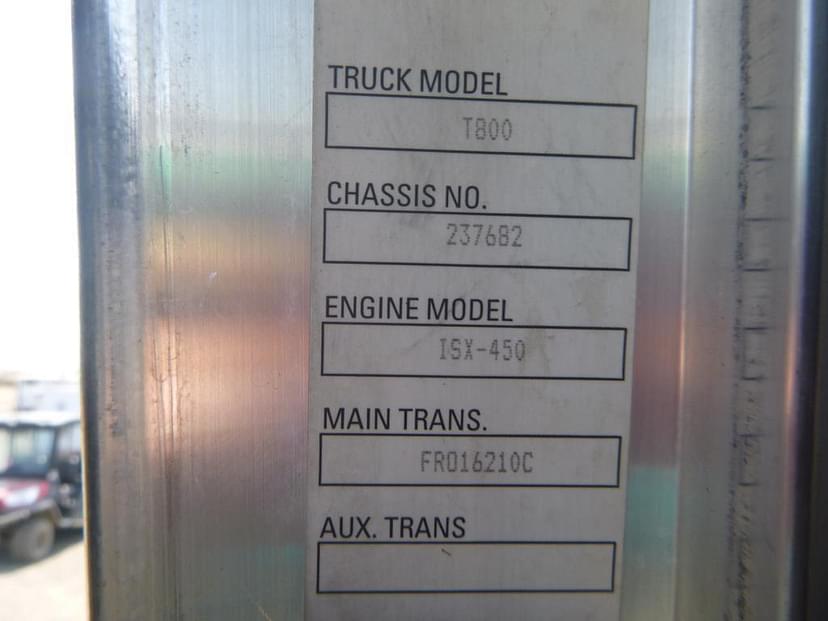 TRUCK MODEL
T800
CHASSIS NO.
237682
ENGINE MODEL
ISX-450
MAIN TRANS.
FRO16210C
AUX. TRANS